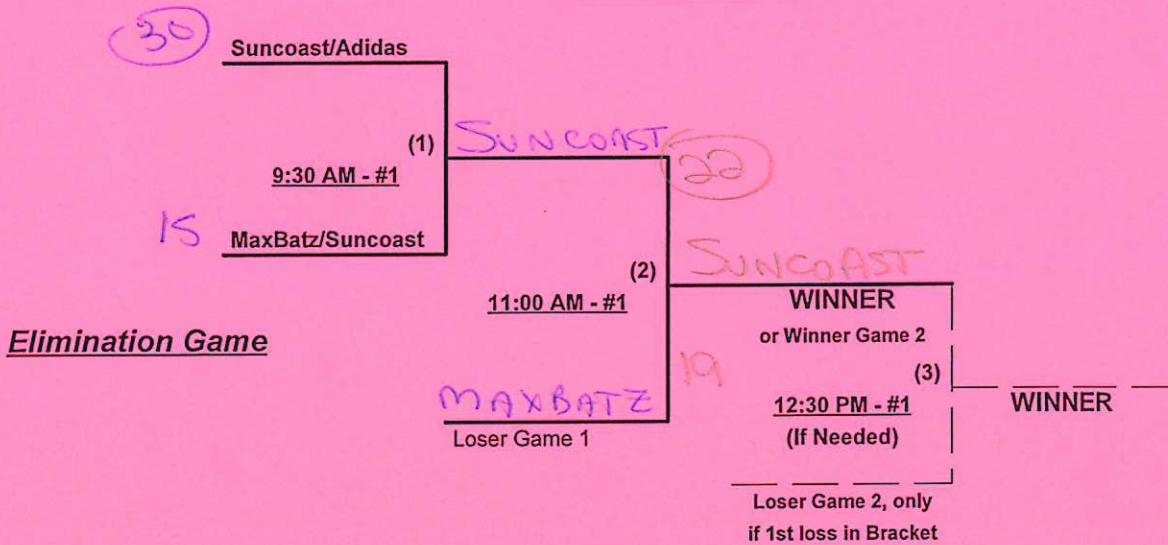 30
Suncoast/Adidas
(1)
SUNCOAST
9:30 AM - #1
22
15
MaxBatz/Suncoast
(2)
SUNCOAST
11:00 AM - #1
WINNER
or Winner Game 2
Elimination Game
19
(3)
MAXBATZ
12:30 PM - #1
WINNER
Loser Game 1
(If Needed)
Loser Game 2, only
if 1st loss in Bracket